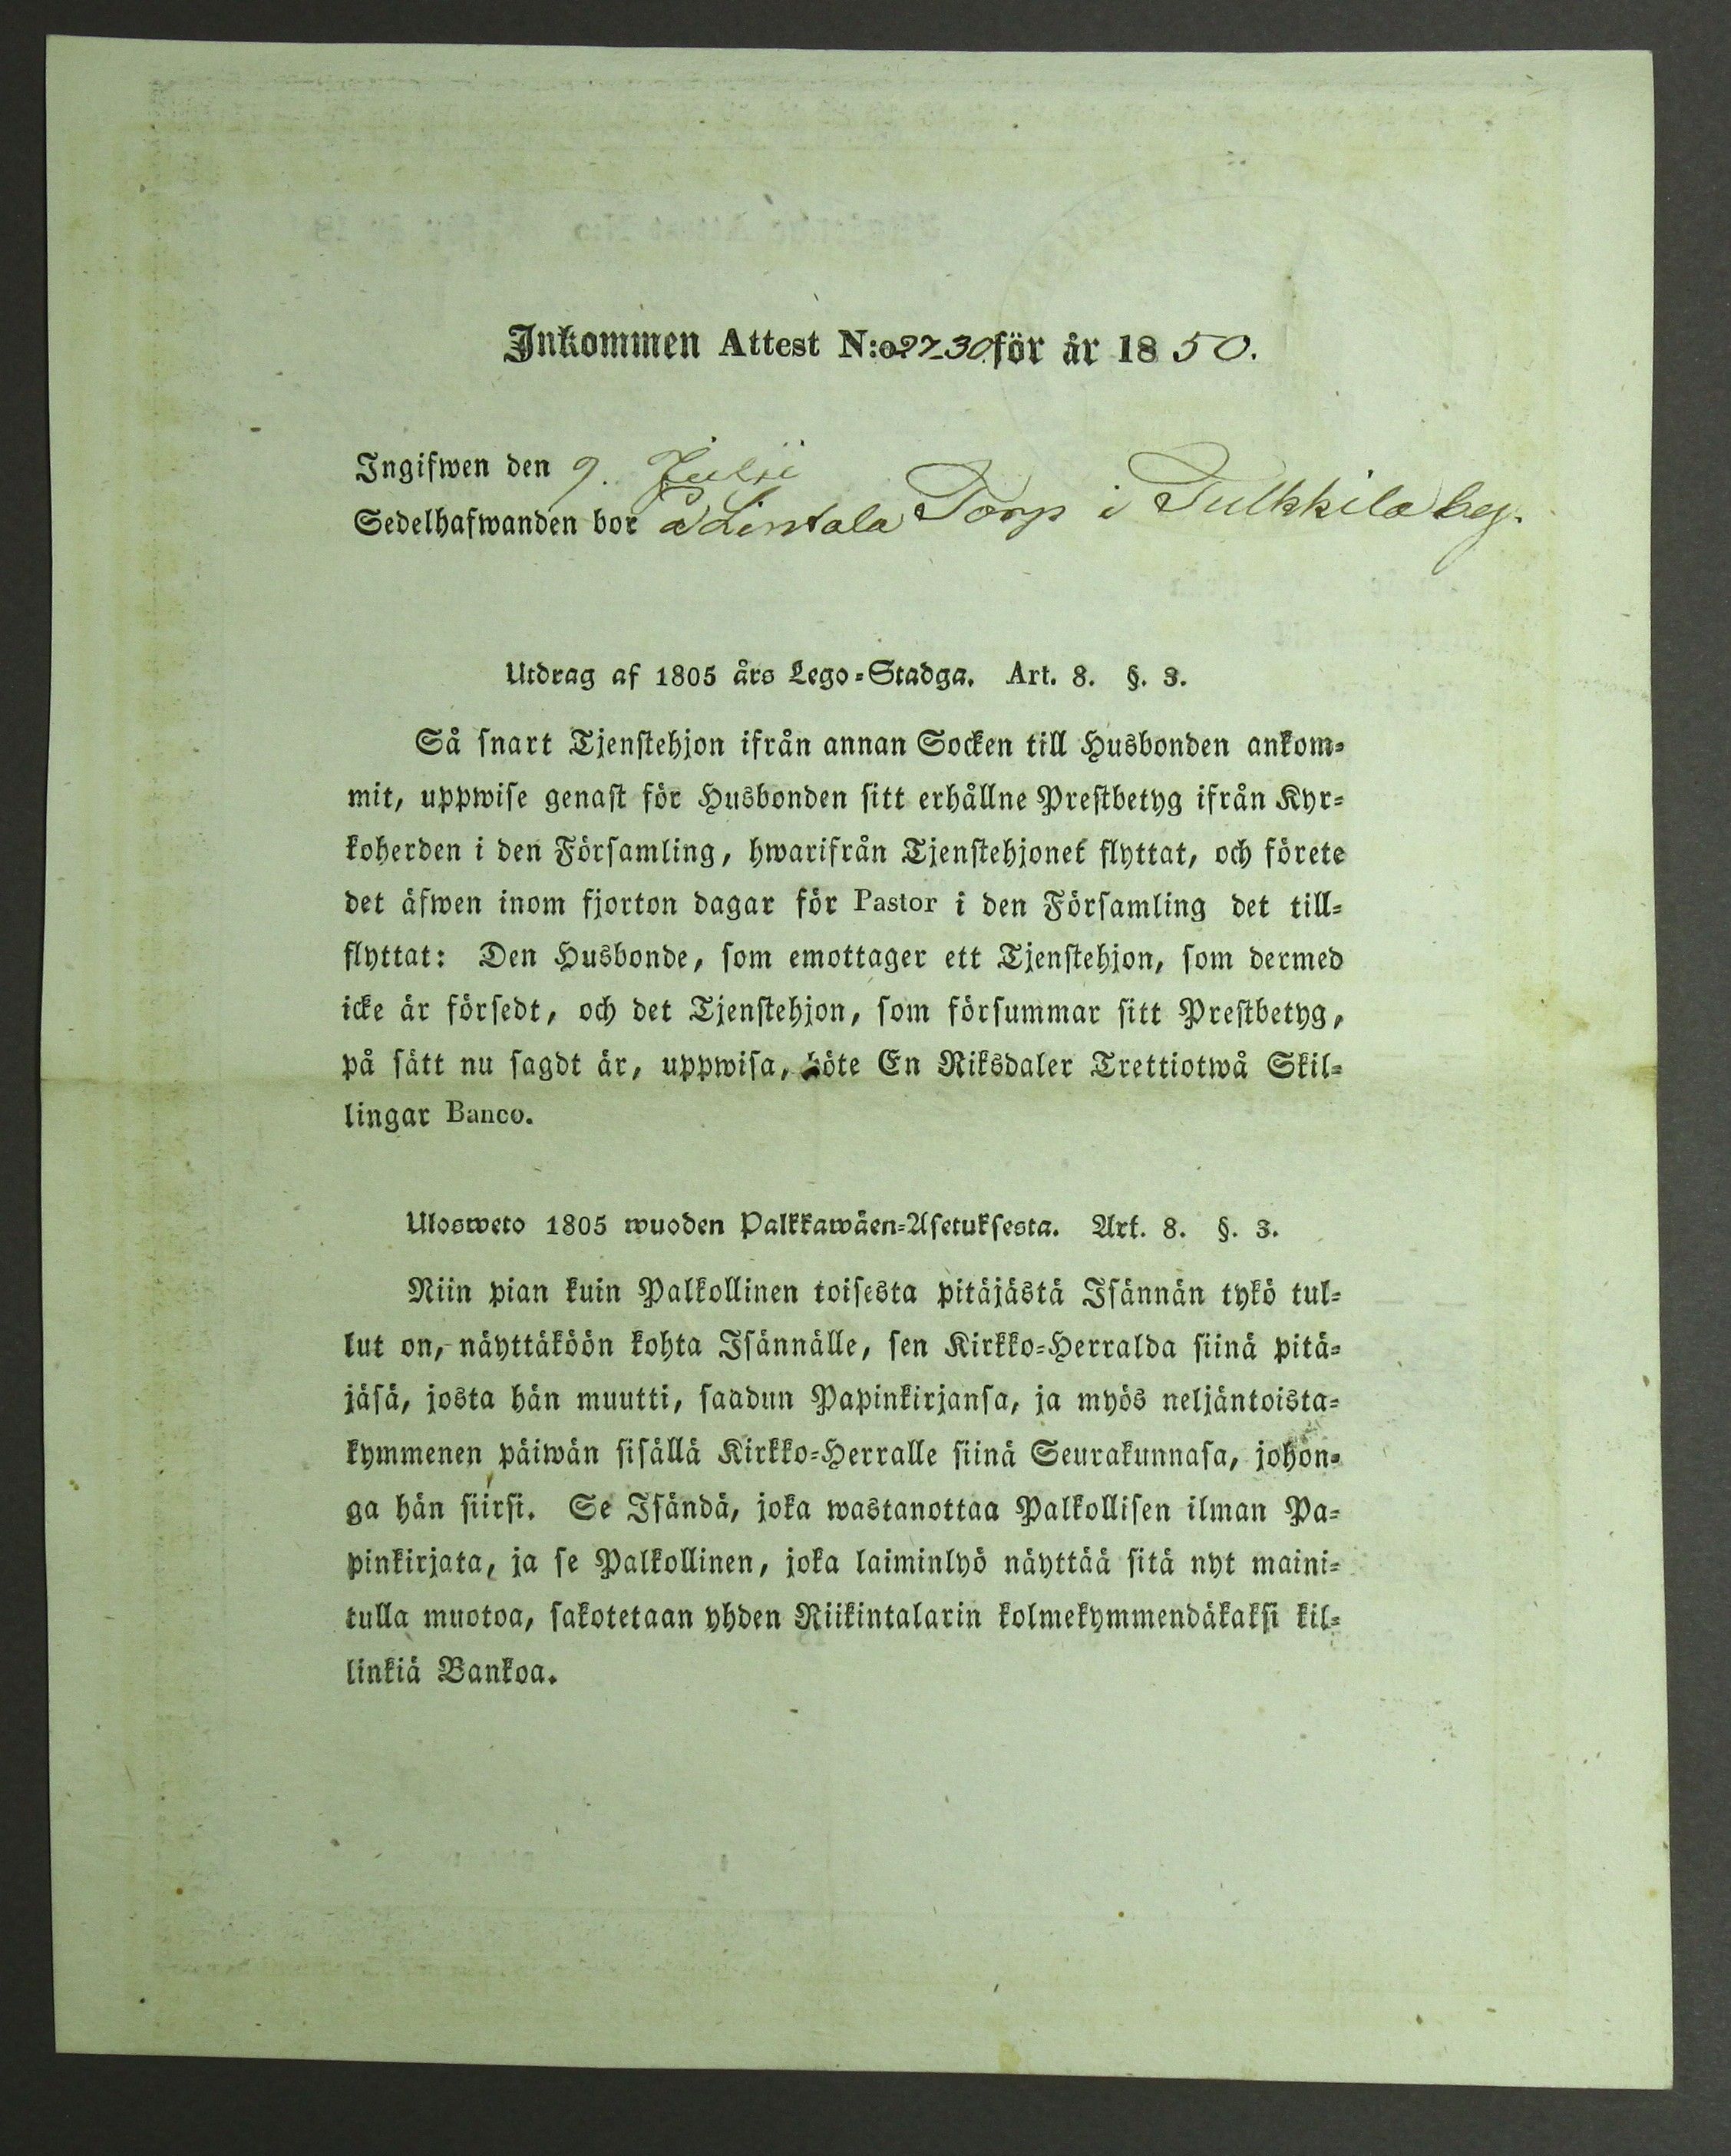 Inkommen Attest N:o 27-30. för år 1850.
Ingifwen den 9. Julii
Sedelhafwanden bor å Lintala Torp i Tulkkila by.
Utdrag af 1805 års Lego-Stadga. Art. 8. §. 3.
Så snart Tjenstehjon ifrån annan Socken till Husbonden ankom-
mit, uppwise genast för Husbonden sitt erhållne Prestbetyg ifrån Kyr-
koherden i den Församling, hwarifrån Tjenstehjonet flyttat, och förete
det äfwen inom fjorton dagar för Pastor i den Församling det till-
flyttat: Den Husbonde, som emottager ett Tjenstehjon, som dermed
icke är försedt, och det Tjenstehjon, som försummar sitt Prestbetyg,
på sätt nu sagdt är, uppwisa, böte En Riksdaler Trettiotwå Skil-
lingar Banco.
Ulosweto 1805 wuoden Palkkawäen-Asetuksesta. Art. 8. §. 3.
Niin pian kuin Palkollinen toisesta pitäjästä Isännän tykö tul-
lut on, näyttäköön kohta Isännälle, sen Kirkko-Herralda siinä pitä-
jäsä, josta hän muutti, saadun Papinkirjansa, ja myös neljäntoista-
kymmenen päiwän sisällä Kirkko-Herralle siinä Seurakunnasa, johon-
ga hän siirsi. Se Isändä, joka wastanottaa Palkollisen ilman Pa-
pinkirjata, ja se Palkollinen, joka laiminlyö näyttää sitä nyt maini-
tulla muotoa, sakotetaan yhden Riikintalarin kolmekymmendäkaksi kil-
linkiä Bankoa.